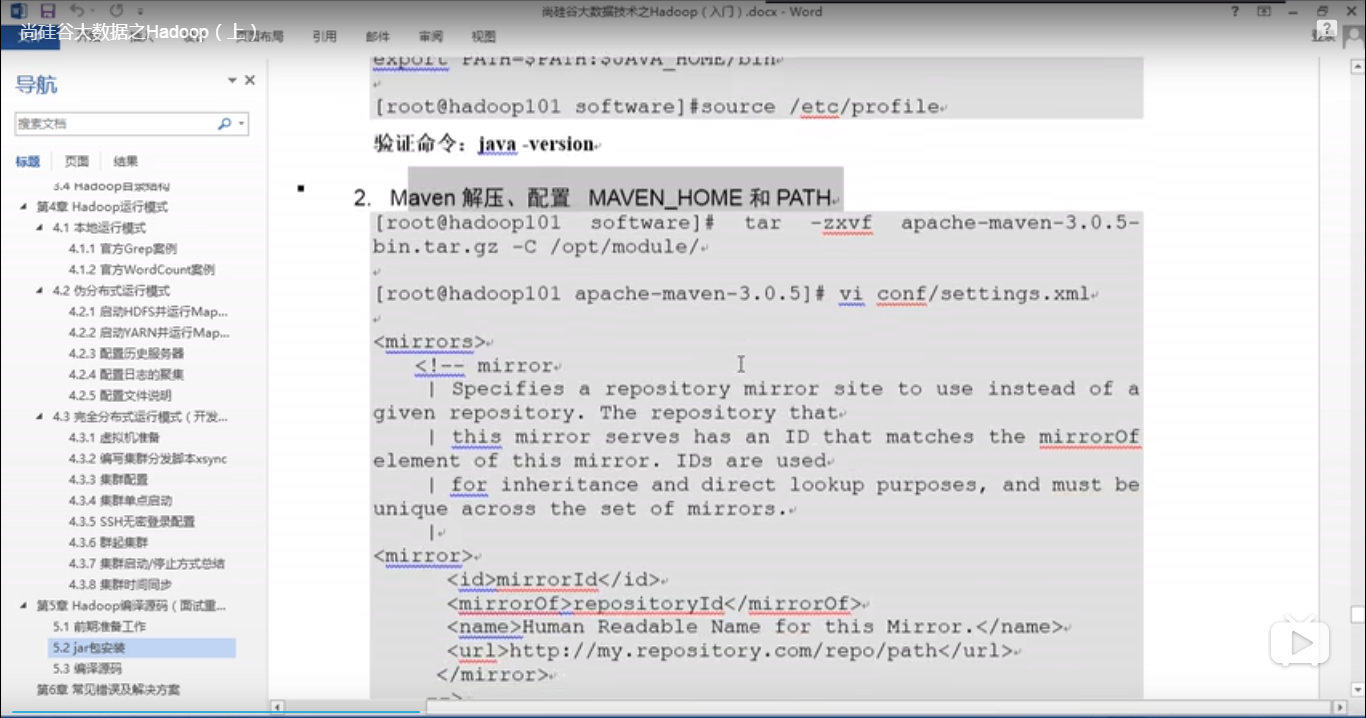 尚硅谷大数据技术之Hadoop（入门）.docx - Word
尚硅谷大数据之Hadoop（上）
引用 邮件 审阅 视图
导航
搜索文档
标题 页面 结果
3.4 Hadoop目录结构
第4章 Hadoop运行模式
4.1 本地运行模式
4.1.1 官方Grep案例
4.1.2 官方WordCount案例
4.2 伪分布式运行模式
4.2.1 启动HDFS并运行Map...
4.2.2 启动YARN并运行Map...
4.2.3 配置历史服务器
4.2.4 配置日志的聚集
4.2.5 配置文件说明
4.3 完全分布式运行模式（开发...
4.3.1 虚拟机准备
4.3.2 编写集群分发脚本xsync
4.3.3 集群配置
4.3.4 集群单点启动
4.3.5 SSH无密登录配置
4.3.6 群起集群
4.3.7 集群启动/停止方式总结
4.3.8 集群时间同步
第5章 Hadoop编译源码（面试重...
5.1 前期准备工作
5.2 jar包安装
5.3 编译源码
第6章 常见错误及解决方案
export PATH=$PATH:$JAVA_HOME/bin
[root@hadoop101 software]#source /etc/profile
验证命令：java -version
2. Maven 解压、配置 MAVEN_HOME 和 PATH
[root@hadoop101 software]# tar -zxvf apache-maven-3.0.5-
bin.tar.gz -C /opt/module/
[root@hadoop101 apache-maven-3.0.5]# vi conf/settings.xml
<mirrors>
<!-- mirror
| Specifies a repository mirror site to use instead of a
given repository. The repository that
| this mirror serves has an ID that matches the mirrorOf
element of this mirror. IDs are used
| for inheritance and direct lookup purposes, and must be
unique across the set of mirrors.
|
<mirror>
<id>mirrorId</id>
<mirrorOf>repositoryId</mirrorOf>
<name>Human Readable Name for this Mirror.</name>
<url>http://my.repository.com/repo/path</url>
</mirror>
-->